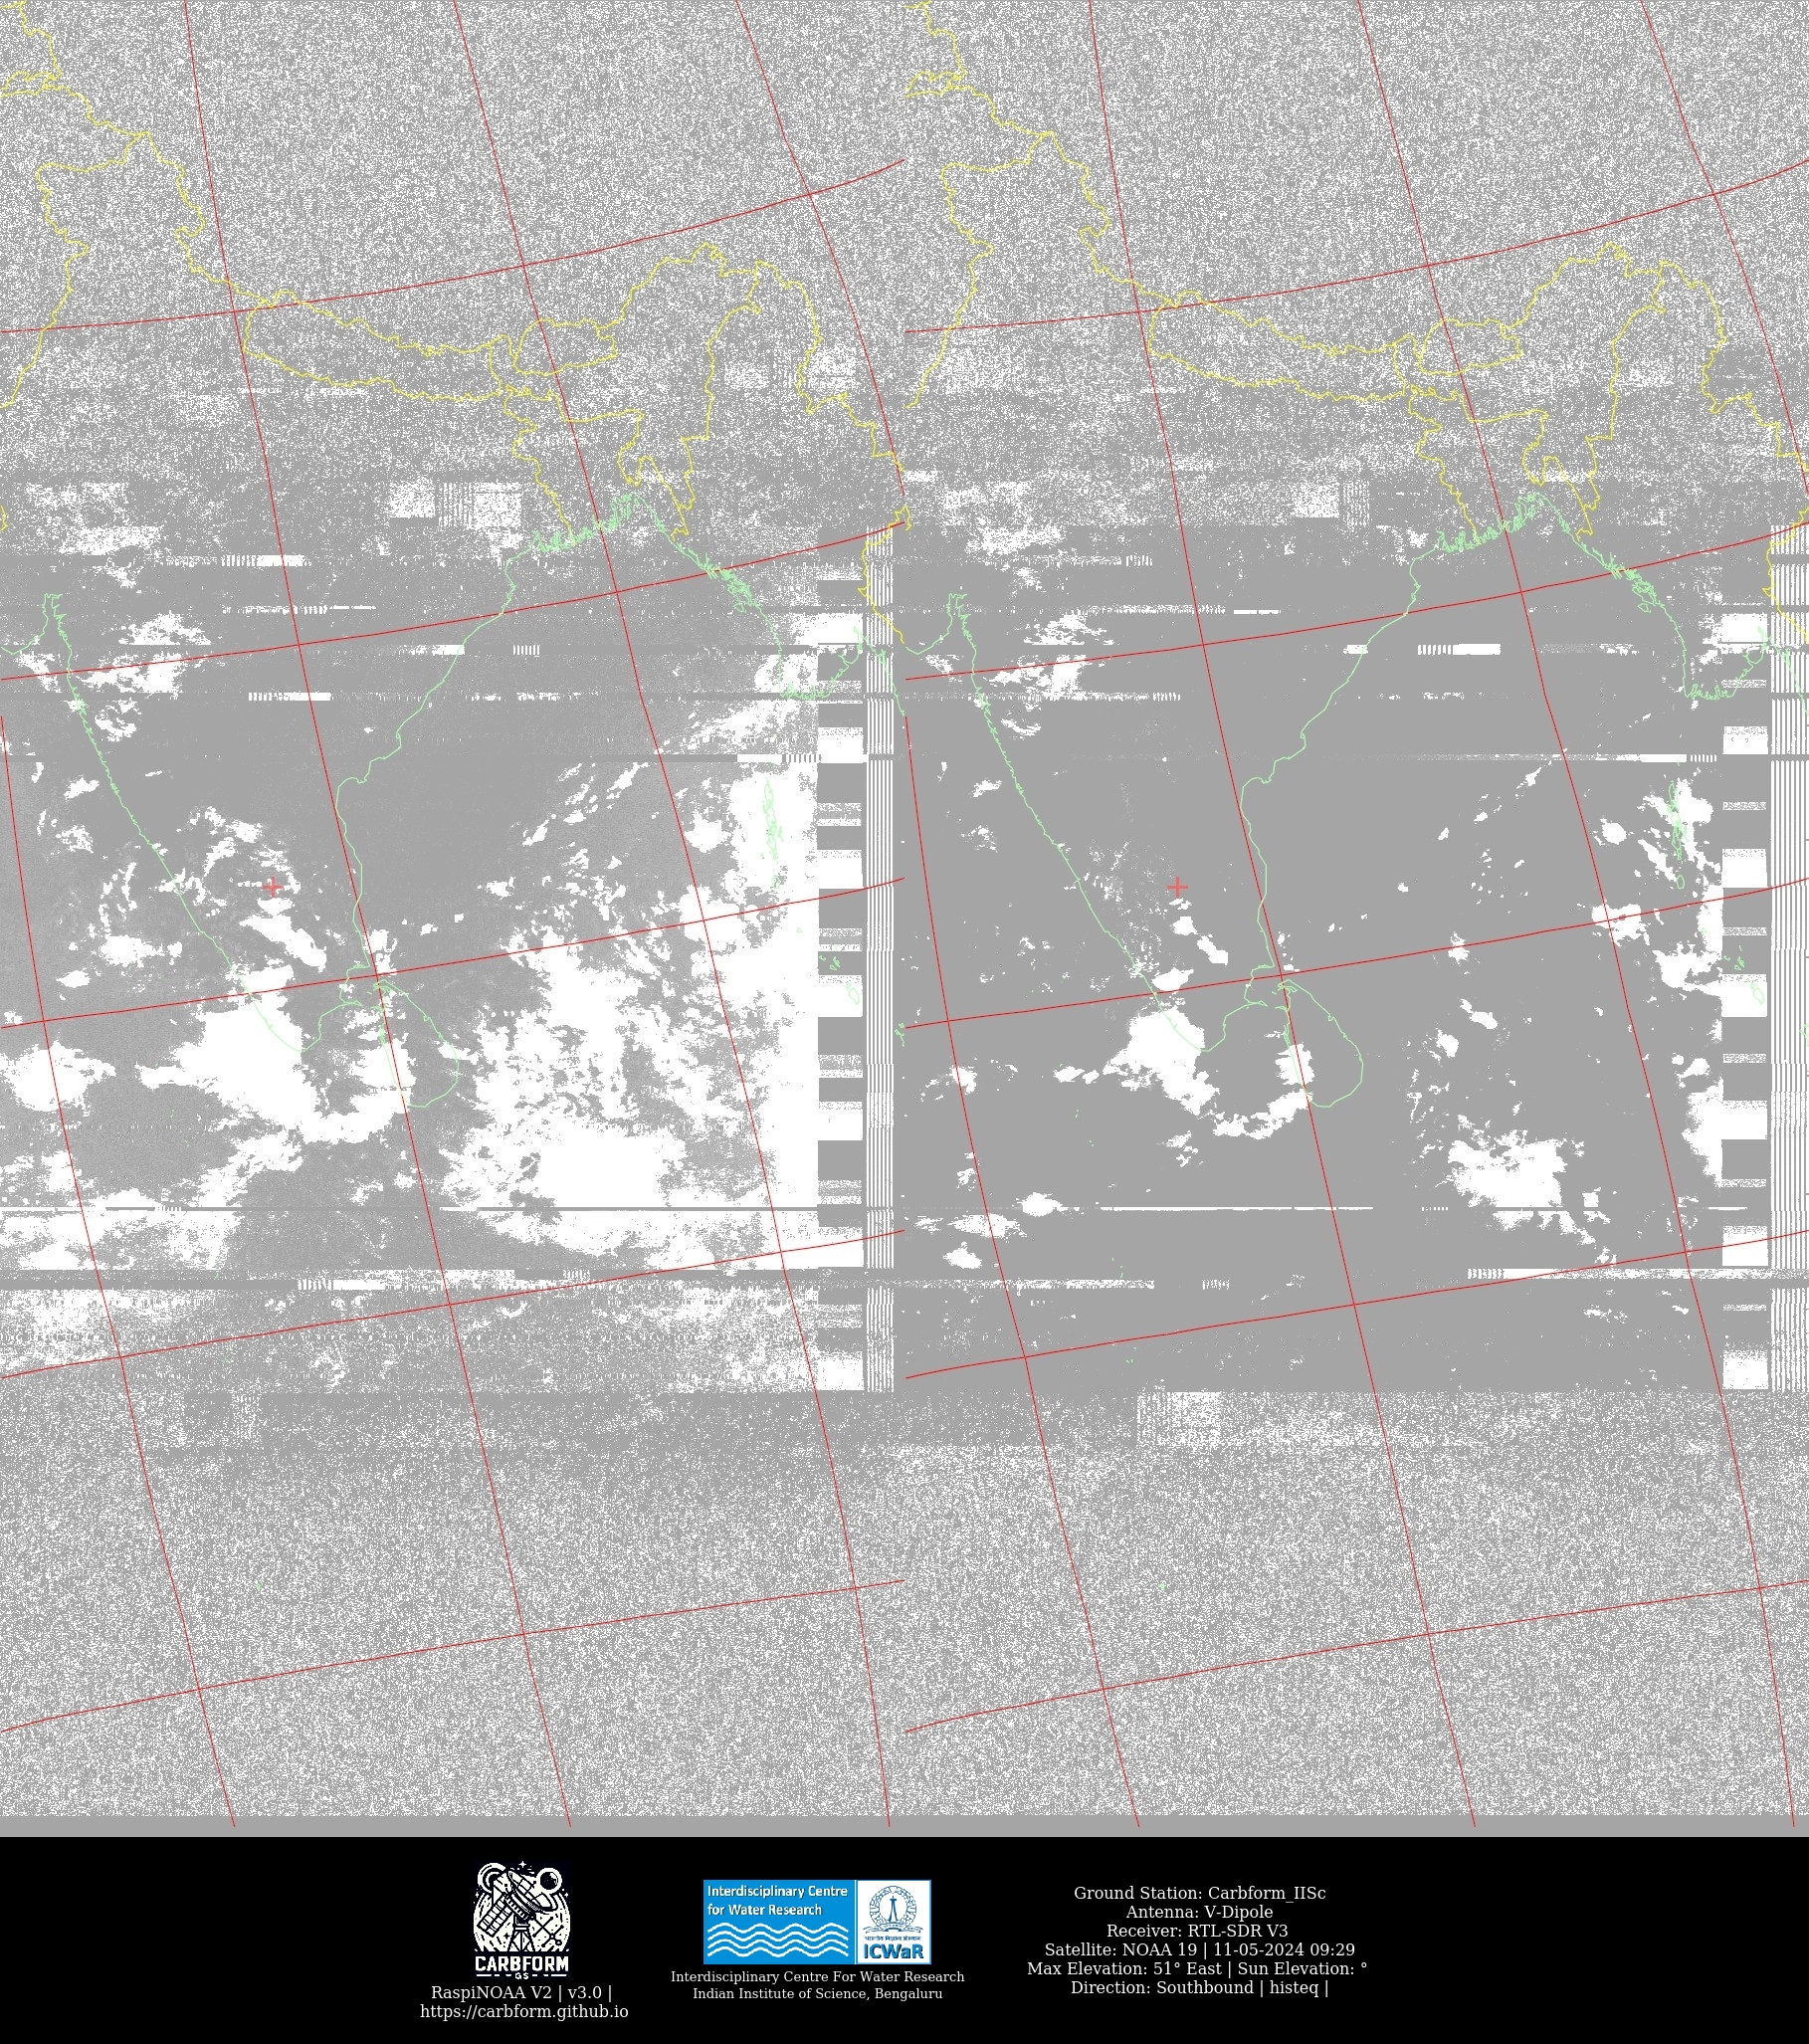 CARBFORM
GS
RaspiNOAA V2 | v3.0 |
https://carbform.github.io
Interdisciplinary Centre
for Water Research
ICWaR
Interdisciplinary Centre For Water Research
Indian Institute of Science, Bengaluru
Ground Station: Carbform_IISc
Antenna: V-Dipole
Receiver: RTL-SDR V3
Satellite: NOAA 19 | 11-05-2024 09:29
Max Elevation: 51° East | Sun Elevation: °
Direction: Southbound | histeq |